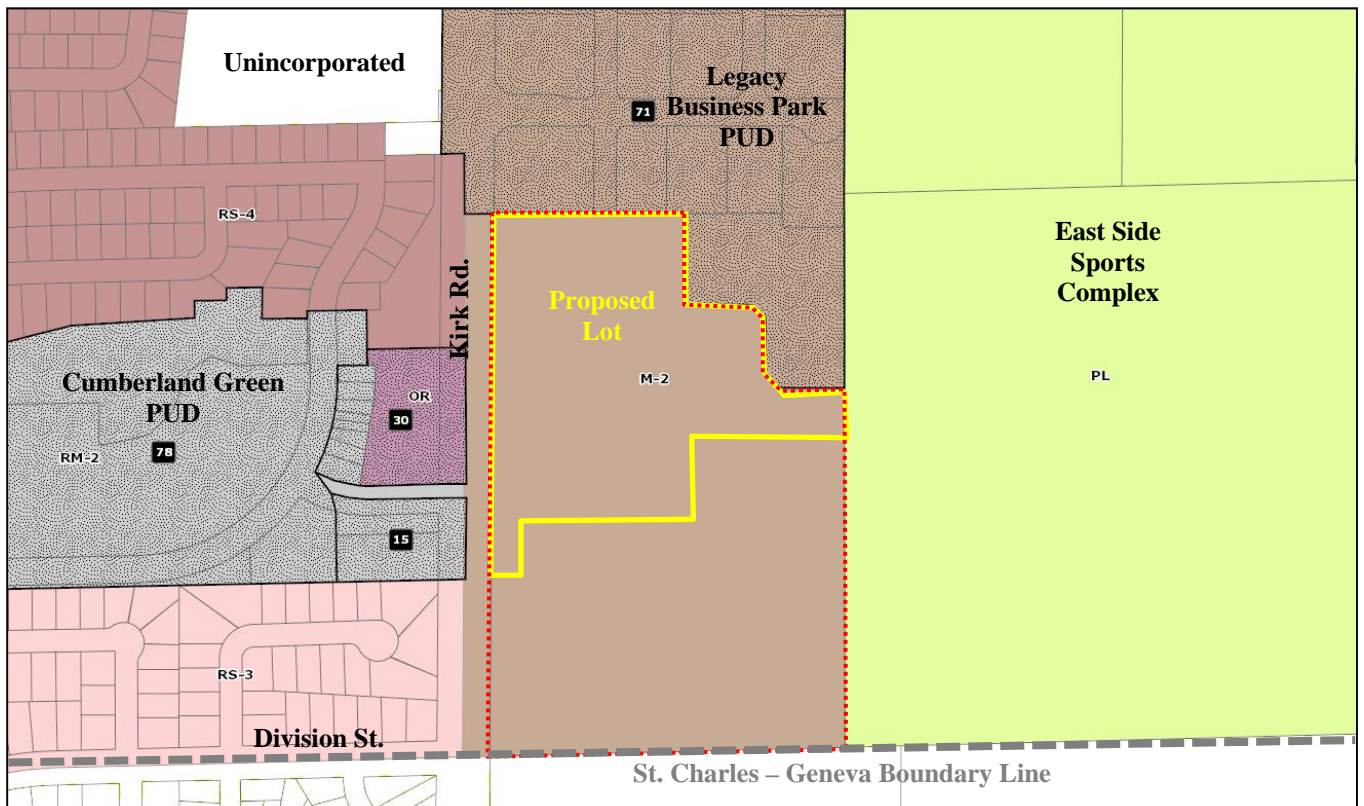 Unincorporated
Legacy
Business Park
PUD
71
RS-4
East Side
Sports
Complex
Kirk Rd.
Proposed
Lot
M-2
PL
Cumberland Green
PUD
OR
30
RM-2
78
15
RS-3
Division St.
St. Charles – Geneva Boundary Line